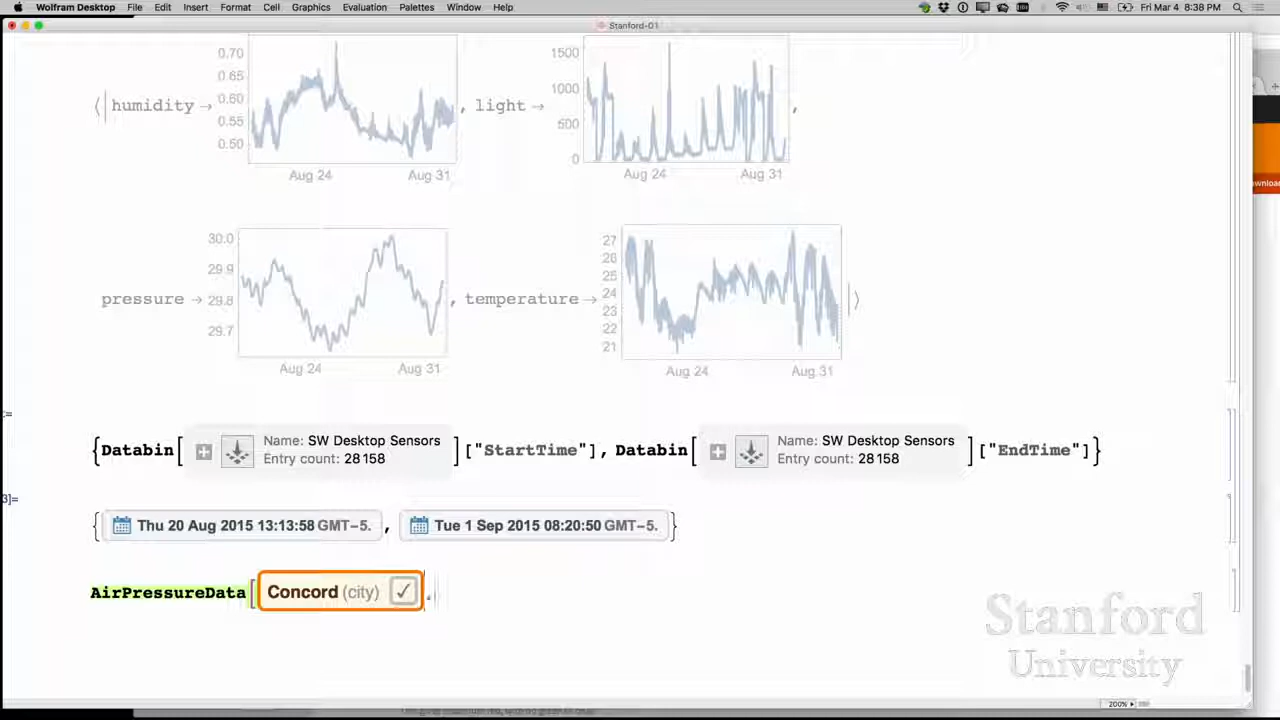 Wolfram Desktop File Edit Insert Format Cell Graphics Evaluation Palettes Window Help Fri Mar 4 8:38 PM
Stanford-01
0.70
0.65
0.60
0.55
0.50
⟨| humidity →
Aug 24 Aug 31
, light →
1500
1000
500
0
Aug 24 Aug 31
,
pressure →
30.0
29.9
29.8
29.7
Aug 24 Aug 31
, temperature →
27
26
25
24
23
22
21
Aug 24 Aug 31
|⟩
{Databin[ Name: SW Desktop Sensors Entry count: 28158 ]["StartTime"], Databin[ Name: SW Desktop Sensors Entry count: 28158 ]["EndTime"]}
3]=
{ Thu 20 Aug 2015 13:13:58 GMT-5. , Tue 1 Sep 2015 08:20:50 GMT-5. }
AirPressureData[ Concord (city) ✓ ,
Stanford
University
200%